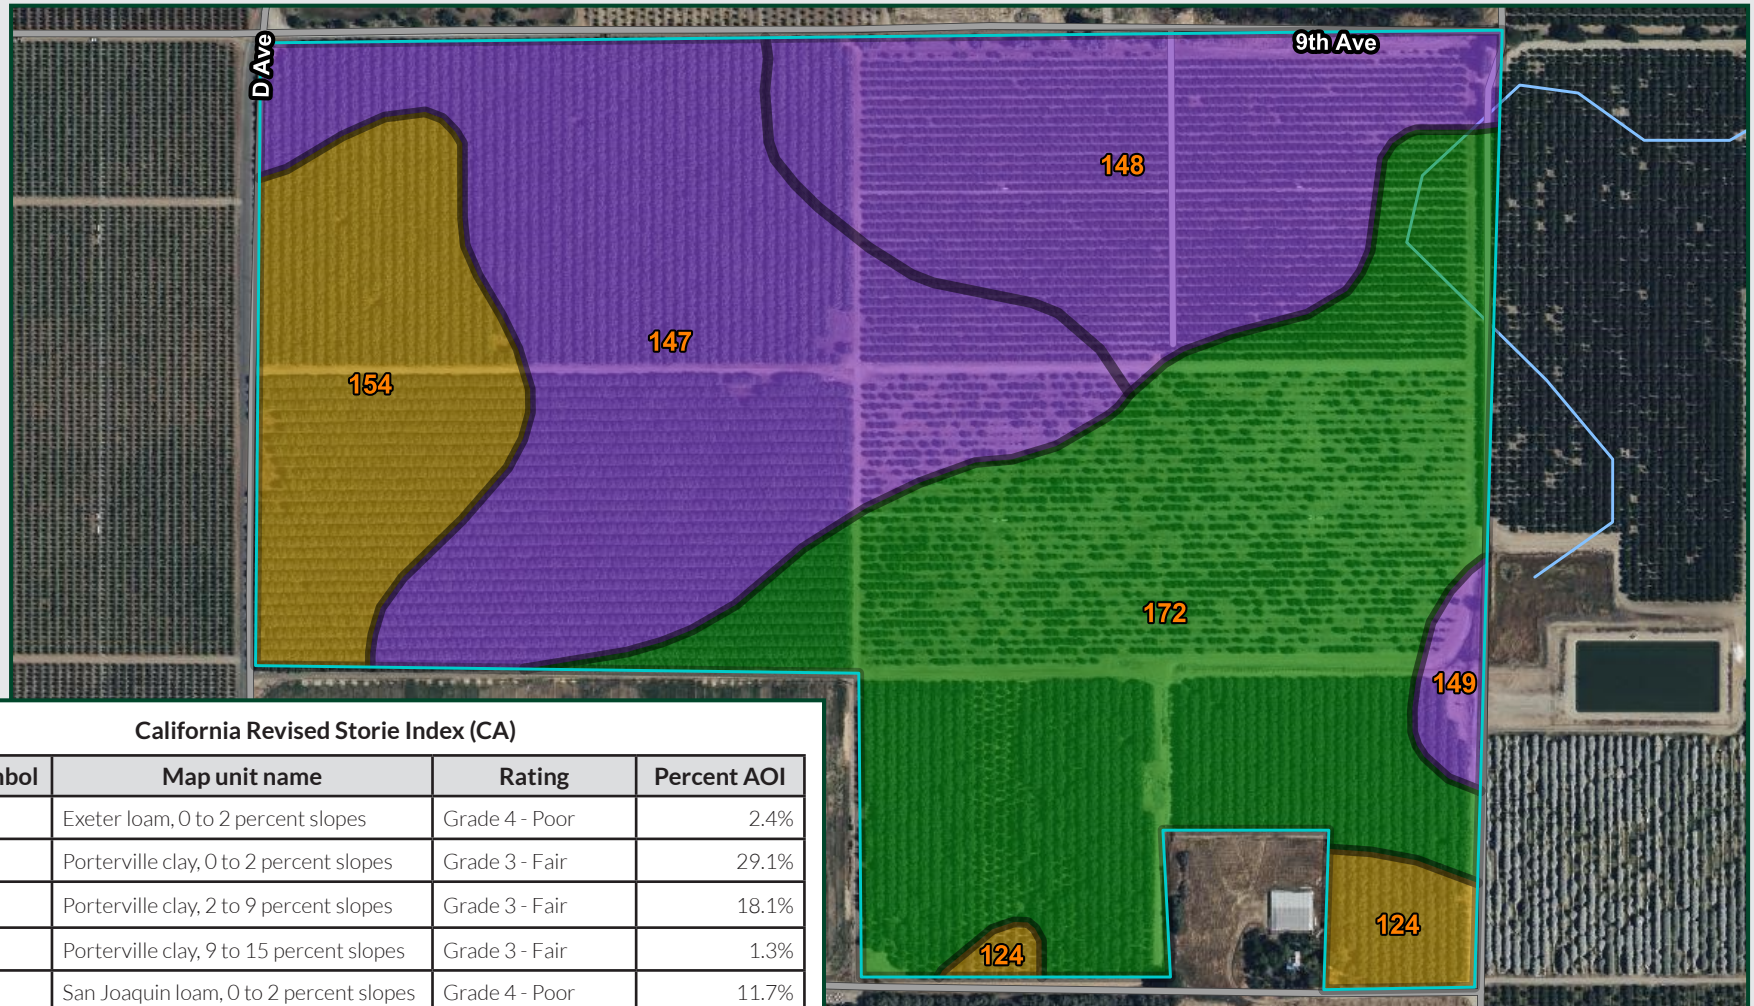 D Ave
9th Ave
148
147
154
172
149
124
124
California Revised Storie Index (CA)
Map unit name Rating Percent AOI
Exeter loam, 0 to 2 percent slopes Grade 4 - Poor 2.4%
Porterville clay, 0 to 2 percent slopes Grade 3 - Fair 29.1%
Porterville clay, 2 to 9 percent slopes Grade 3 - Fair 18.1%
Porterville clay, 9 to 15 percent slopes Grade 3 - Fair 1.3%
San Joaquin loam, 0 to 2 percent slopes Grade 4 - Poor 11.7%